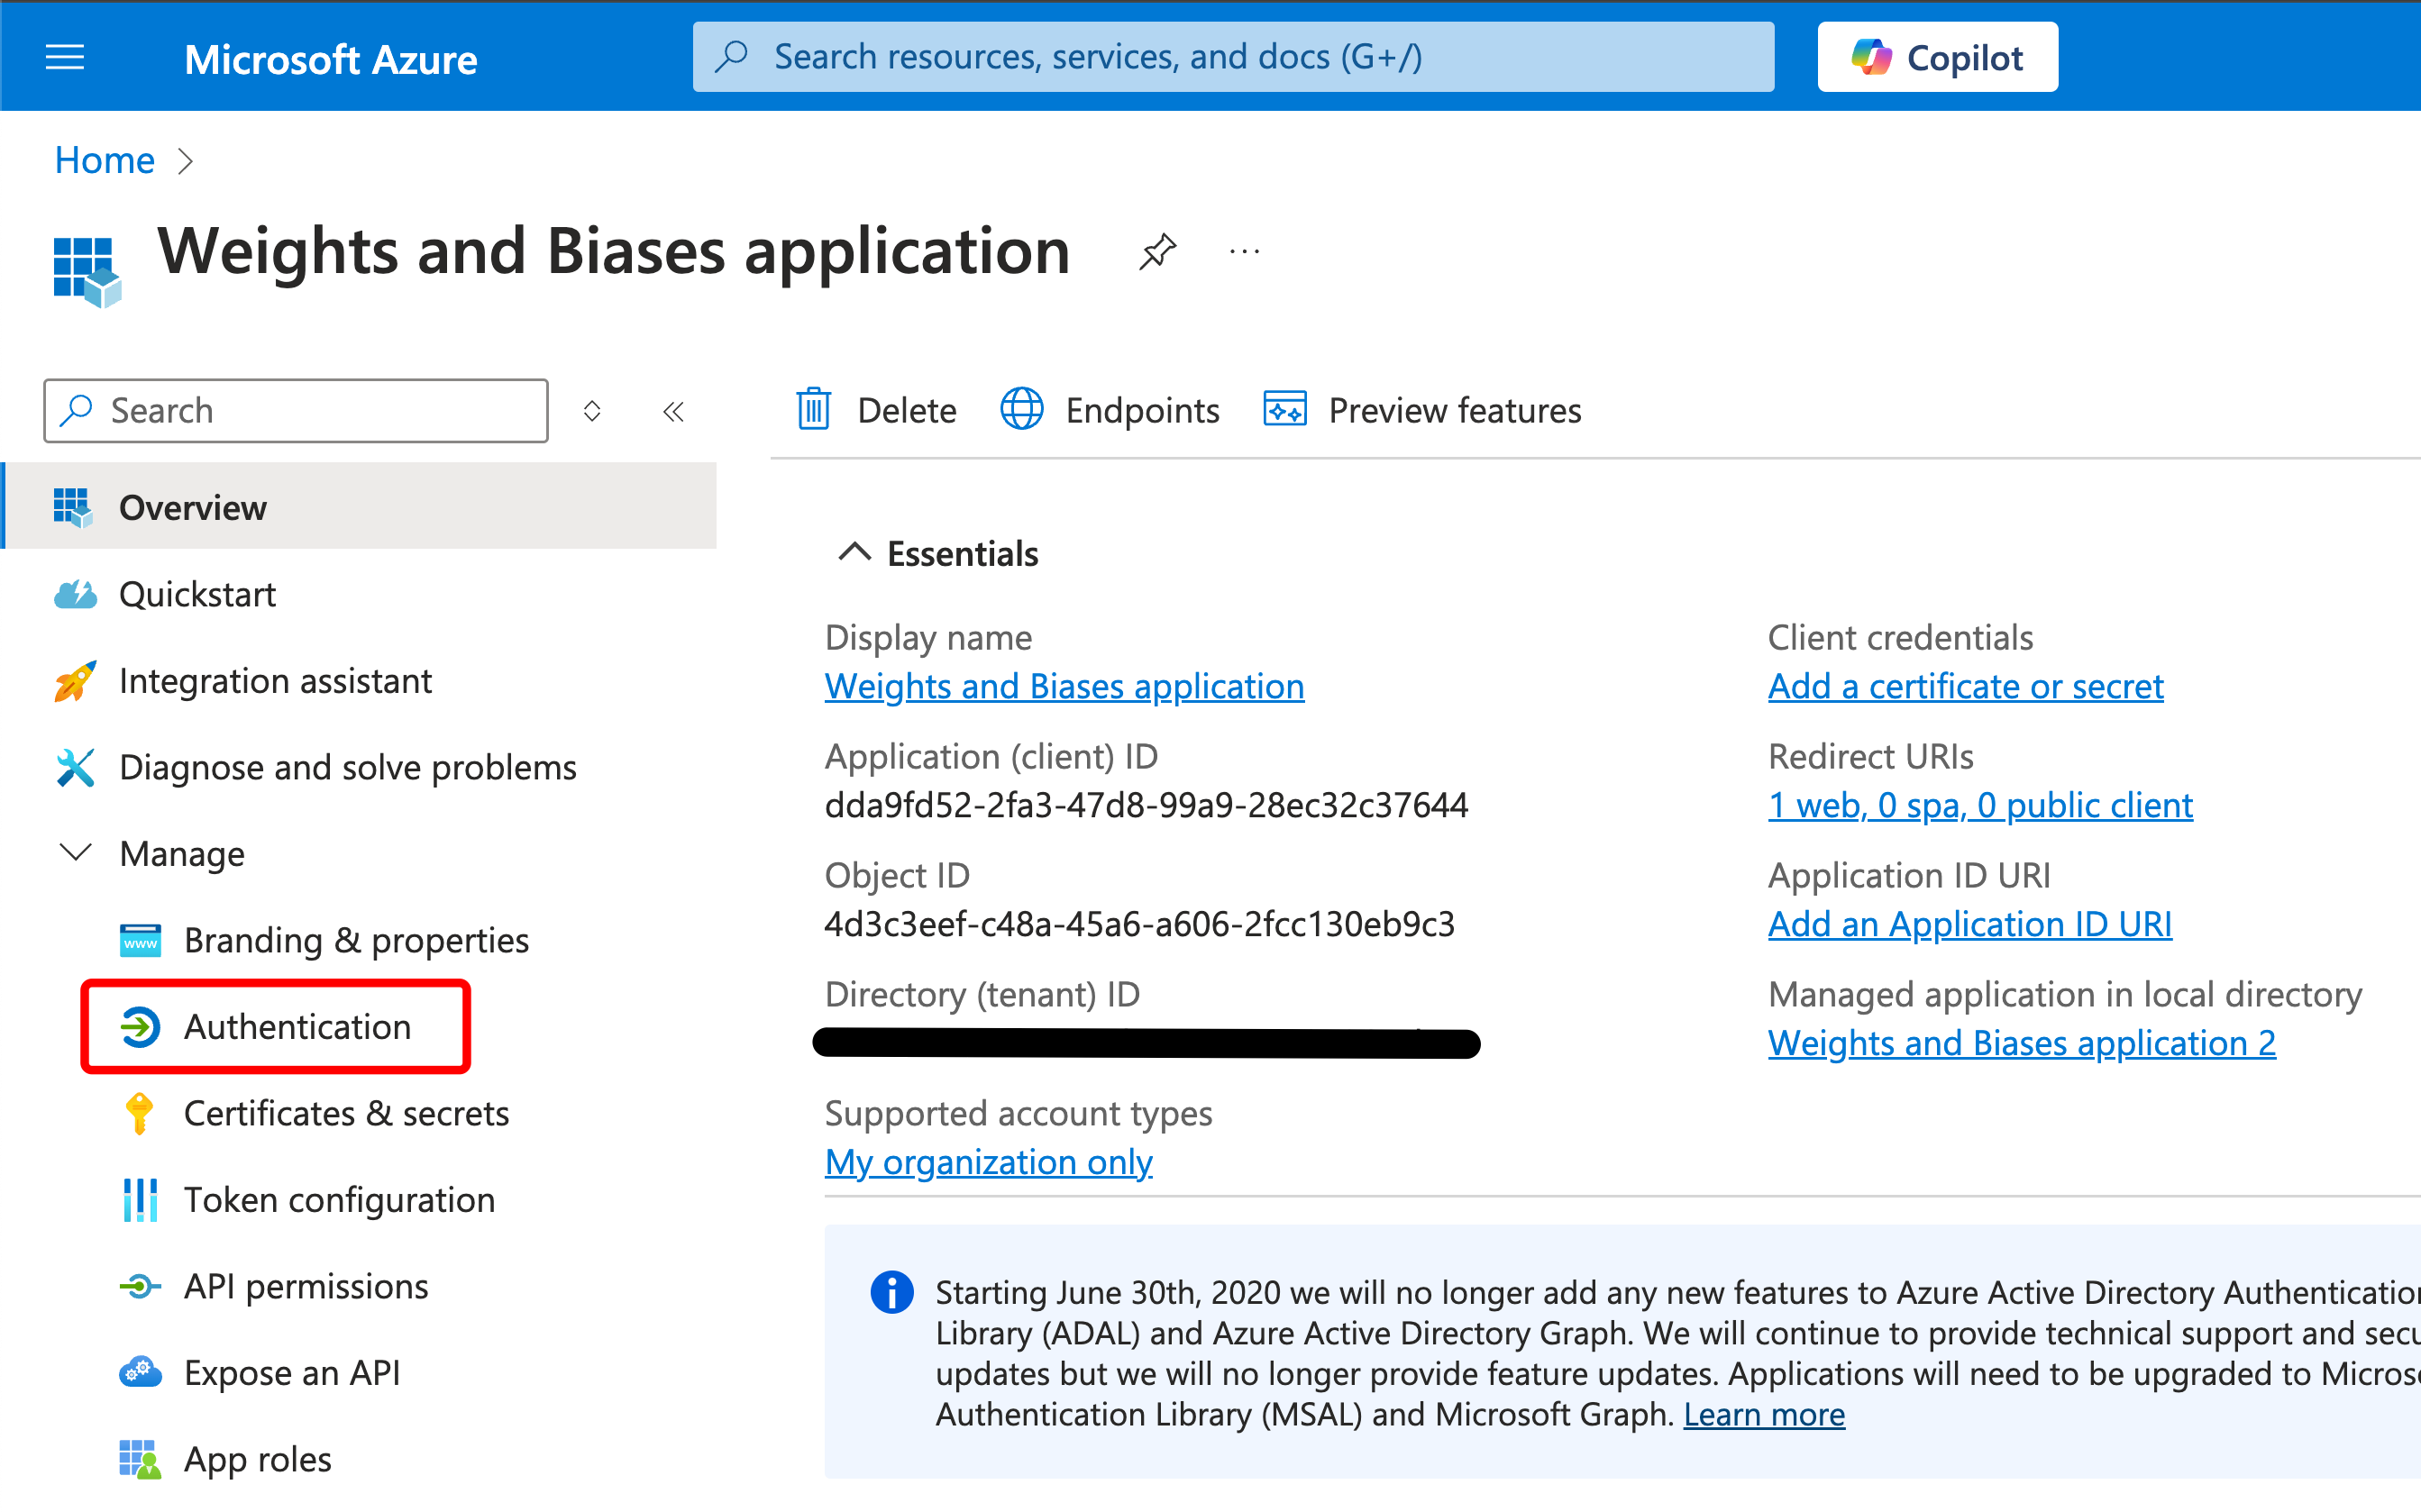 Microsoft Azure
Search resources, services, and docs (G+/)
Copilot
Home
Weights and Biases application
Search
Delete
Endpoints
Preview features
Overview
Quickstart
Integration assistant
Diagnose and solve problems
Manage
Branding & properties
Authentication
Certificates & secrets
Token configuration
API permissions
Expose an API
App roles
Essentials
Display name
Weights and Biases application
Application (client) ID
dda9fd52-2fa3-47d8-99a9-28ec32c37644
Object ID
4d3c3eef-c48a-45a6-a606-2fcc130eb9c3
Directory (tenant) ID
Supported account types
My organization only
Client credentials
Add a certificate or secret
Redirect URIs
1 web, 0 spa, 0 public client
Application ID URI
Add an Application ID URI
Managed application in local directory
Weights and Biases application 2
Starting June 30th, 2020 we will no longer add any new features to Azure Active Directory Authentication
Library (ADAL) and Azure Active Directory Graph. We will continue to provide technical support and secu
updates but we will no longer provide feature updates. Applications will need to be upgraded to Microso
Authentication Library (MSAL) and Microsoft Graph. Learn more